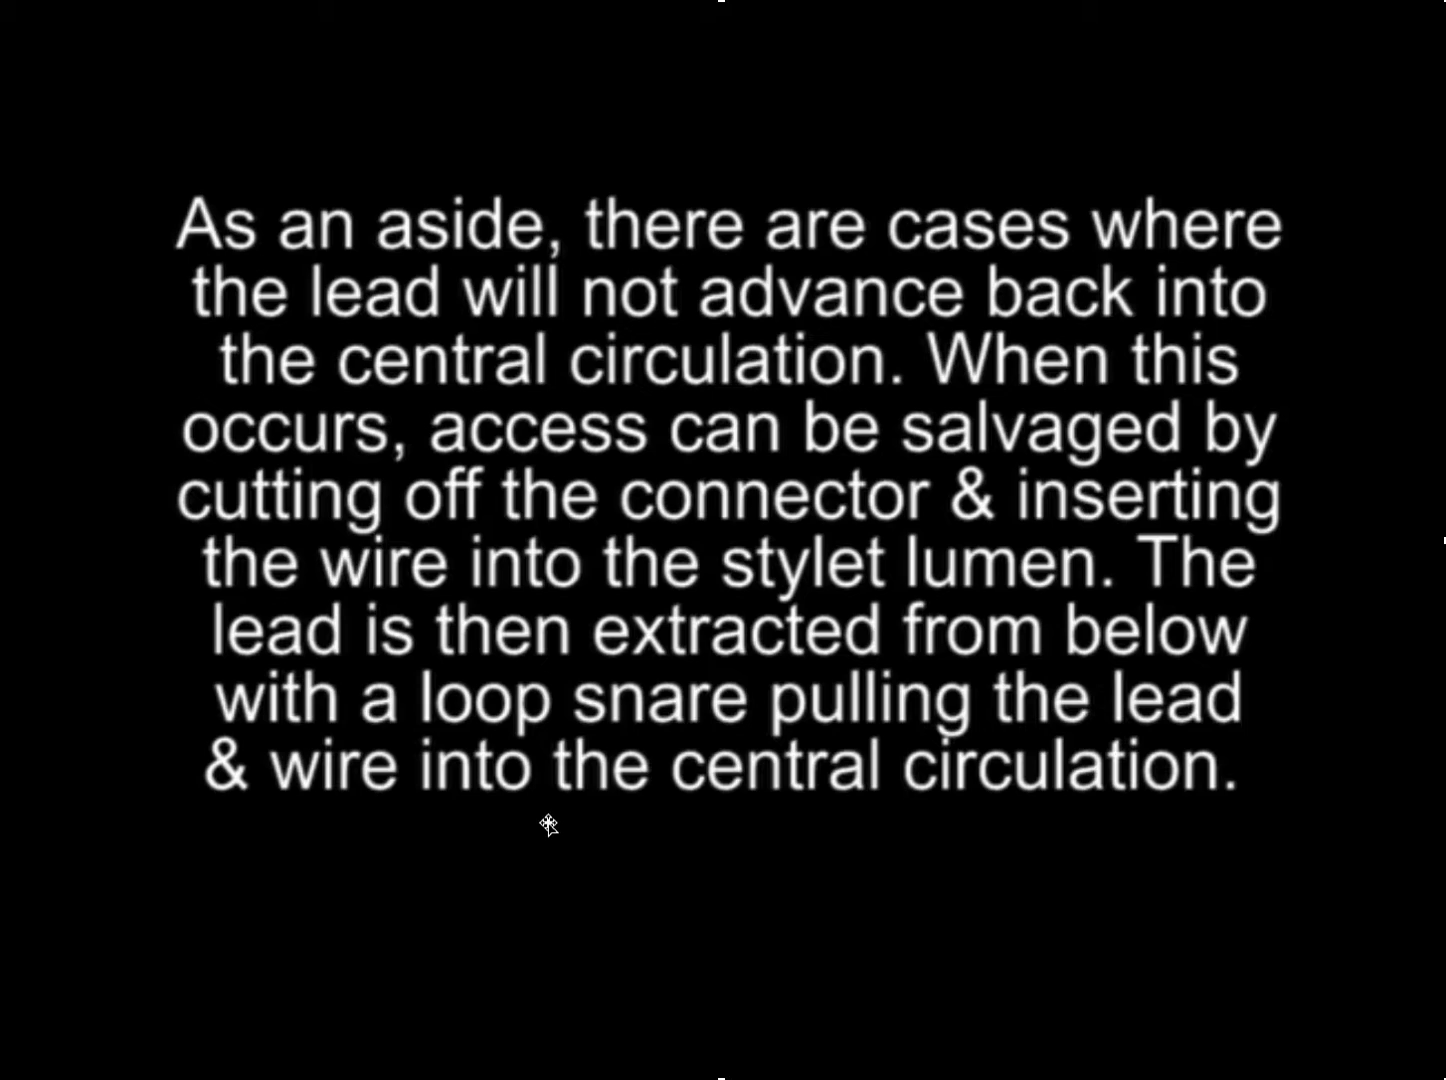 As an aside, there are cases where
the lead will not advance back into
the central circulation. When this
occurs, access can be salvaged by
cutting off the connector & inserting
the wire into the stylet lumen. The
lead is then extracted from below
with a loop snare pulling the lead
& wire into the central circulation.